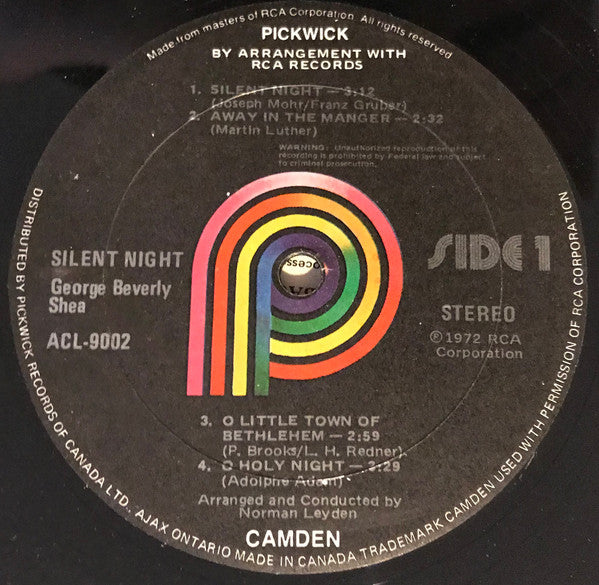 Made from masters of RCA Corporation. All rights reserved
PICKWICK
BY ARRANGEMENT WITH
RCA RECORDS
1. SILENT NIGHT — 3:12
(Joseph Mohr/Franz Gruber)
2. AWAY IN THE MANGER — 2:32
(Martin Luther)
WARNING: Unauthorized reproduction of this
recording is prohibited by Federal law and subject
to criminal prosecution.
SILENT NIGHT
George Beverly
Shea
ACL-9002
SIDE 1
STEREO
℗1972 RCA
Corporation
3. O LITTLE TOWN OF
BETHLEHEM — 2:59
(P. Brooks/L. H. Redner)
4. O HOLY NIGHT — 3:29
(Adolphe Adam)
Arranged and Conducted by
Norman Leyden
CAMDEN
DISTRIBUTED BY PICKWICK RECORDS OF CANADA LTD., AJAX ONTARIO MADE IN CANADA TRADEMARK CAMDEN USED WITH PERMISSION OF RCA CORPORATION